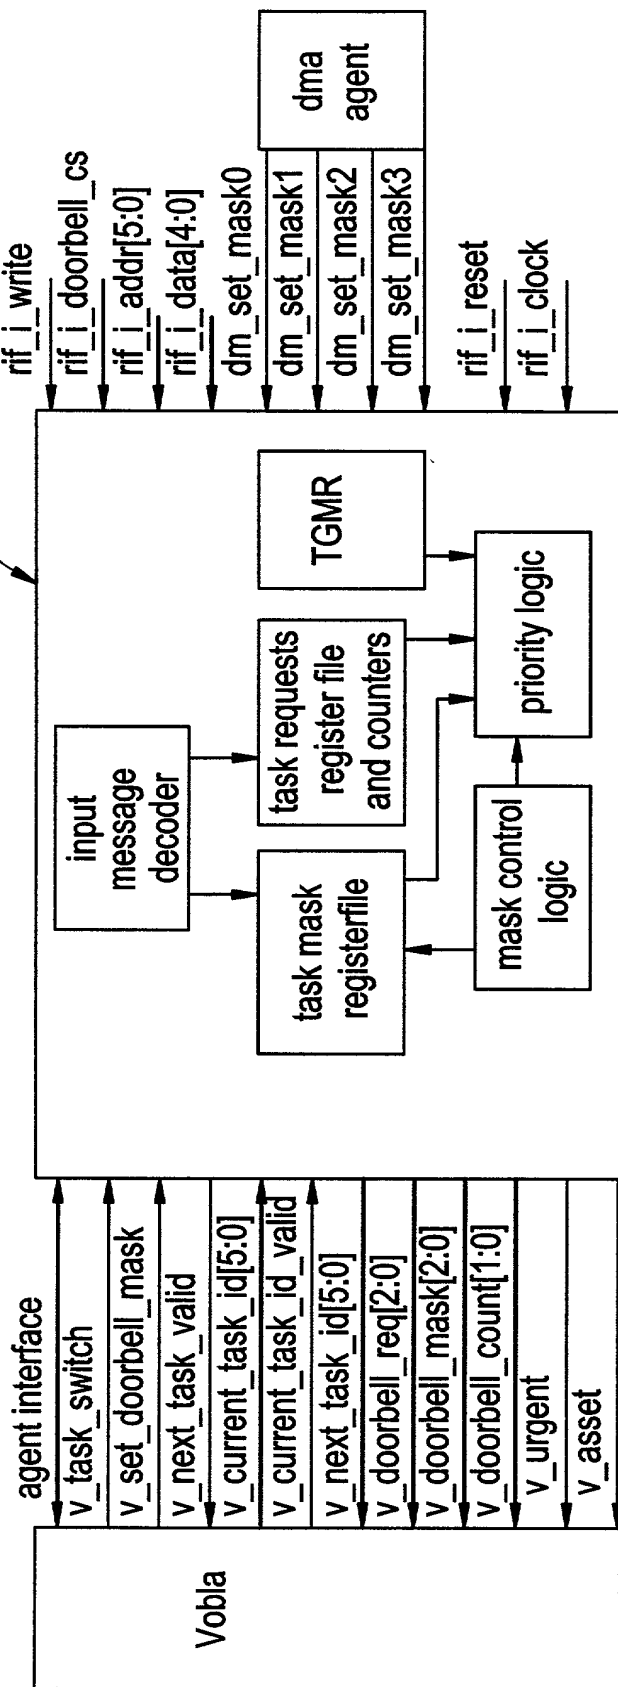 Vobla
agent interface
v_task_switch
v_set_doorbell_mask
v_next_task_valid
v_current_task_id[5:0]
v_current_task_id_valid
v_next_task_id[5:0]
v_doorbell_req[2:0]
v_doorbell_mask[2:0]
v_doorbell_count[1:0]
v_urgent
v_asset
input
message
decoder
task mask
registerfile
task requests
register file
and counters
TGMR
mask control
logic
priority logic
rif_i_write
rif_i_doorbell_cs
rif_i_addr[5:0]
rif_i_data[4:0]
dm_set_mask0
dm_set_mask1
dm_set_mask2
dm_set_mask3
rif_i_reset
rif_i_clock
dma
agent